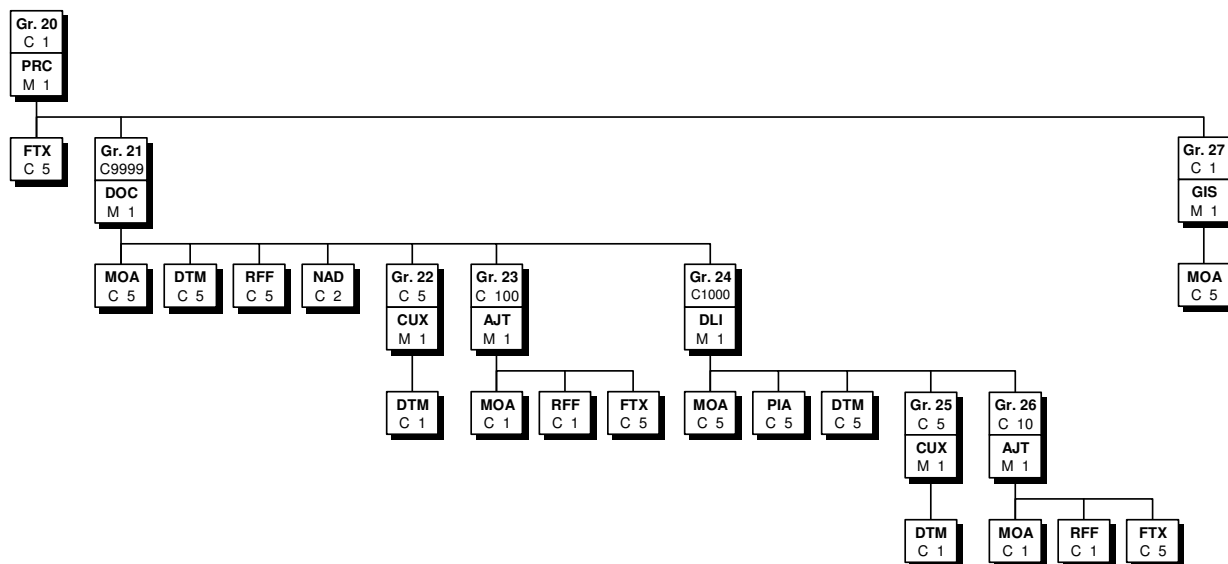 Gr. 20
C 1
PRC
M 1
FTX
C 5
Gr. 21
C9999
DOC
M 1
Gr. 27
C 1
GIS
M 1
MOA
C 5
DTM
C 5
RFF
C 5
NAD
C 2
Gr. 22
C 5
CUX
M 1
Gr. 23
C 100
AJT
M 1
Gr. 24
C1000
DLI
M 1
MOA
C 5
DTM
C 1
MOA
C 1
RFF
C 1
FTX
C 5
MOA
C 5
PIA
C 5
DTM
C 5
Gr. 25
C 5
CUX
M 1
Gr. 26
C 10
AJT
M 1
DTM
C 1
MOA
C 1
RFF
C 1
FTX
C 5